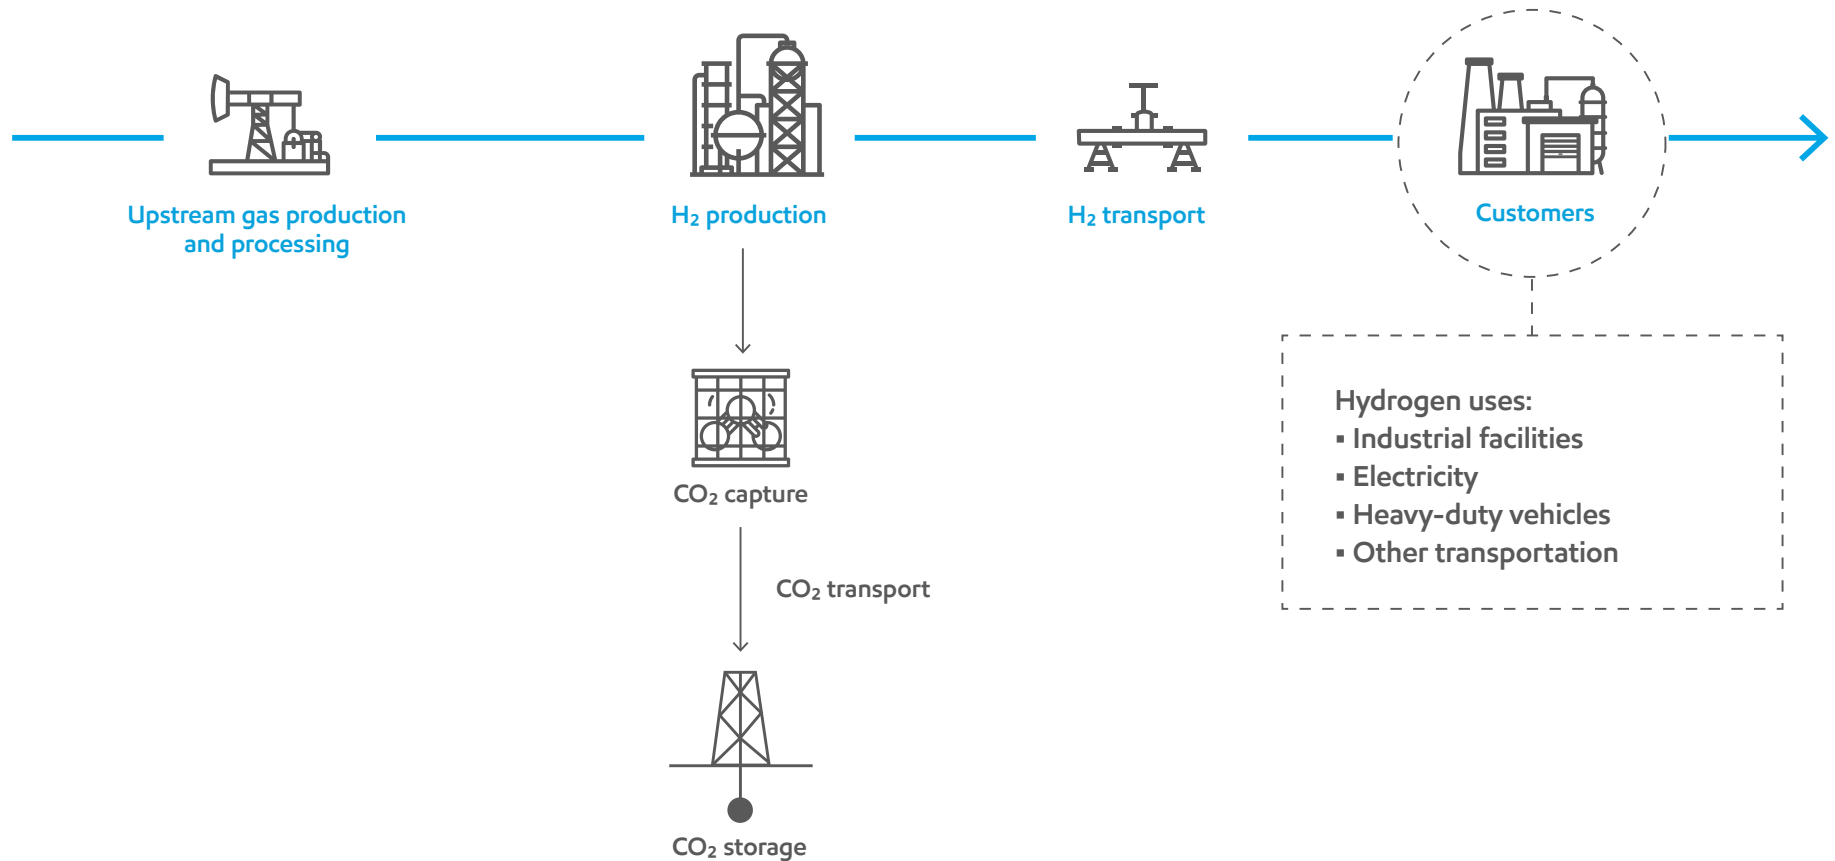 Upstream gas production
and processing
H₂ production
H₂ transport
Customers
CO₂ capture
CO₂ transport
CO₂ storage
Hydrogen uses:
▪ Industrial facilities
▪ Electricity
▪ Heavy-duty vehicles
▪ Other transportation